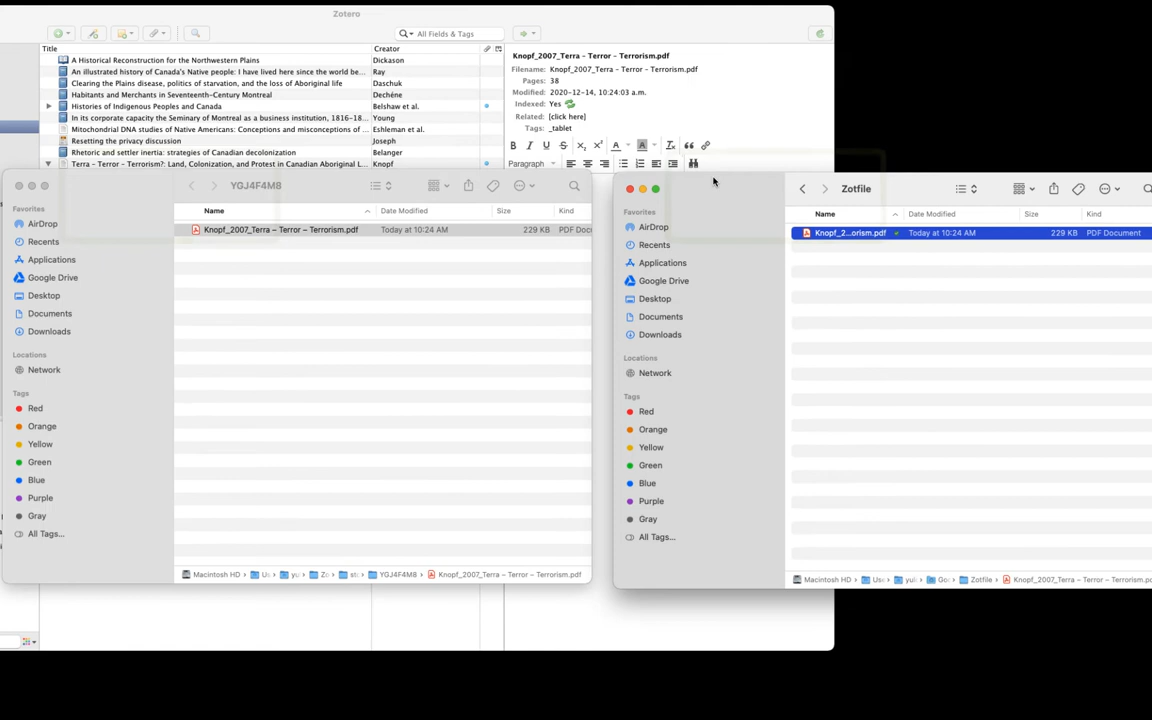 Zotero
All Fields & Tags
Title
Creator
A Historical Reconstruction for the Northwestern Plains
Dickason
An illustrated history of Canada's Native people: I have lived here since the world be...
Ray
Clearing the Plains disease, politics of starvation, and the loss of Aboriginal life
Daschuk
Habitants and Merchants in Seventeenth-Century Montreal
Dechêne
Histories of Indigenous Peoples and Canada
Belshaw et al.
In its corporate capacity the Seminary of Montreal as a business institution, 1816-18...
Young
Mitochondrial DNA studies of Native Americans: Conceptions and misconceptions of ...
Eshleman et al.
Resetting the privacy discussion
Joseph
Rhetoric and settler inertia: strategies of Canadian decolonization
Belanger
Terra - Terror - Terrorism?: Land, Colonization, and Protest in Canadian Aboriginal L...
Knopf
Knopf_2007_Terra - Terror - Terrorism.pdf
Filename: Knopf_2007_Terra - Terror - Terrorism.pdf
Pages: 38
Modified: 2020-12-14, 10:24:03 a.m.
Indexed: Yes
Related: [click here]
Tags: _tablet
Paragraph
YGJ4F4M8
Favorites
AirDrop
Recents
Applications
Google Drive
Desktop
Documents
Downloads
Locations
Network
Tags
Red
Orange
Yellow
Green
Blue
Purple
Gray
All Tags...
Name
Date Modified
Size
Kind
Knopf_2007_Terra – Terror – Terrorism.pdf
Today at 10:24 AM
229 KB
PDF Docu
Macintosh HD › Us › yu › Zo › st › YGJ4F4M8 › Knopf_2007_Terra – Terror – Terrorism.pdf
Zotfile
Favorites
AirDrop
Recents
Applications
Google Drive
Desktop
Documents
Downloads
Locations
Network
Tags
Red
Orange
Yellow
Green
Blue
Purple
Gray
All Tags...
Name
Date Modified
Size
Kind
Knopf_2...orism.pdf
Today at 10:24 AM
229 KB
PDF Document
Macintosh HD › Use › yui › Go › Zotfile › Knopf_2007_Terra – Terror – Terrorism.pd